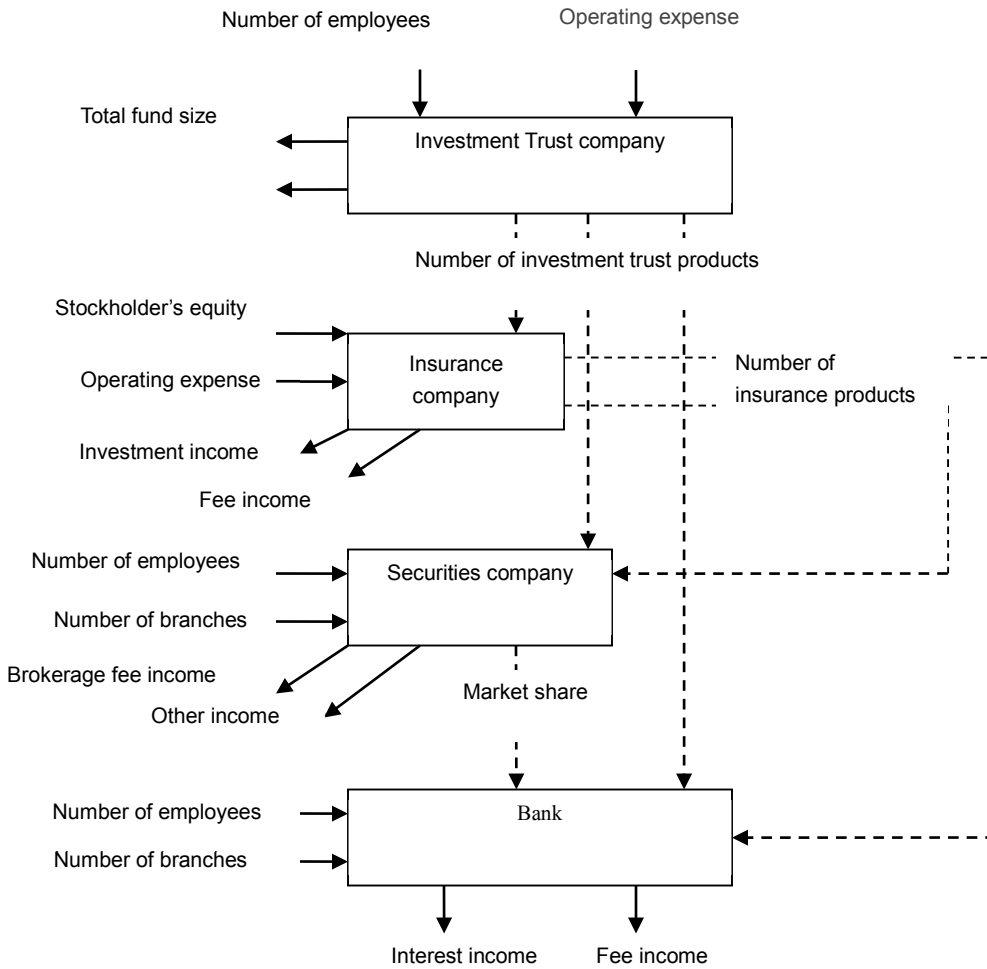 Number of employees
Operating expense
Total fund size
Investment Trust company
Number of investment trust products
Stockholder’s equity
Operating expense
Insurance
company
Number of
insurance products
Investment income
Fee income
Number of employees
Securities company
Number of branches
Brokerage fee income
Other income
Market share
Number of employees
Bank
Number of branches
Interest income
Fee income